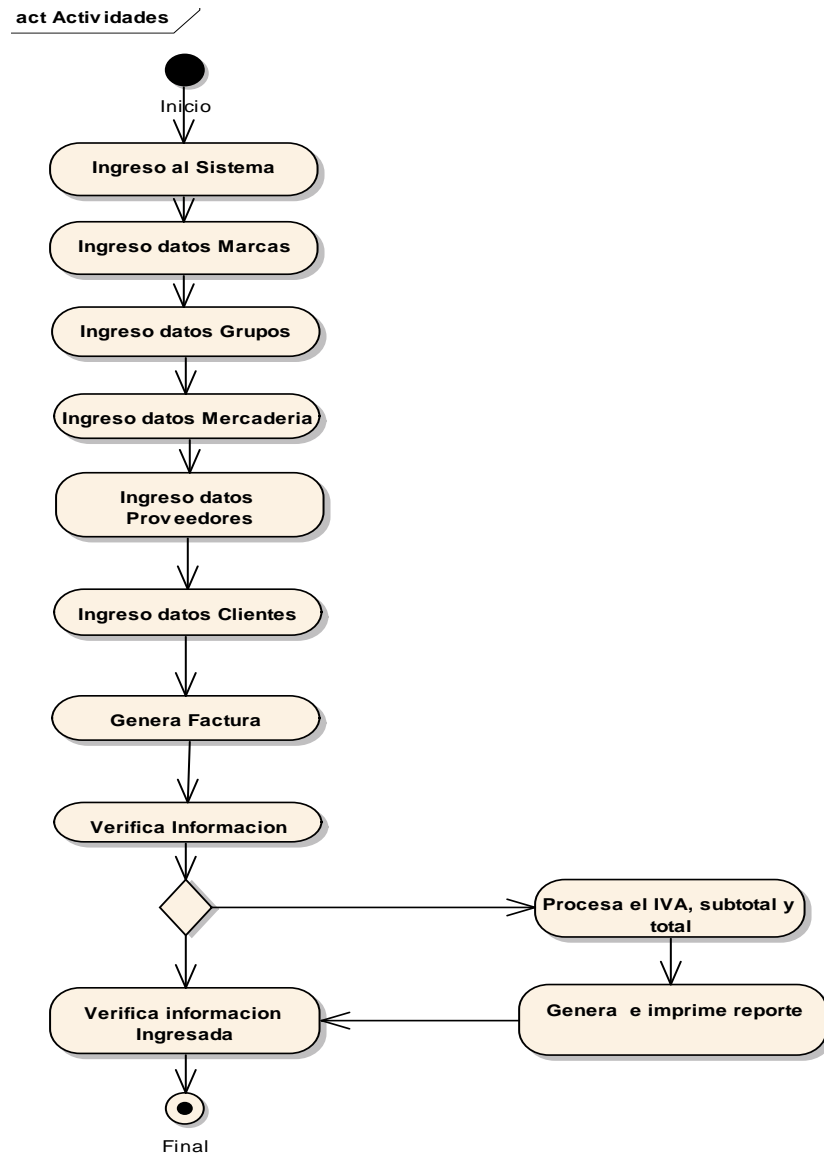 act Actividades
Inicio
Ingreso al Sistema
Ingreso datos Marcas
Ingreso datos Grupos
Ingreso datos Mercaderia
Ingreso datos
Proveedores
Ingreso datos Clientes
Genera Factura
Verifica Informacion
Procesa el IVA, subtotal y
total
Genera e imprime reporte
Verifica informacion
Ingresada
Final